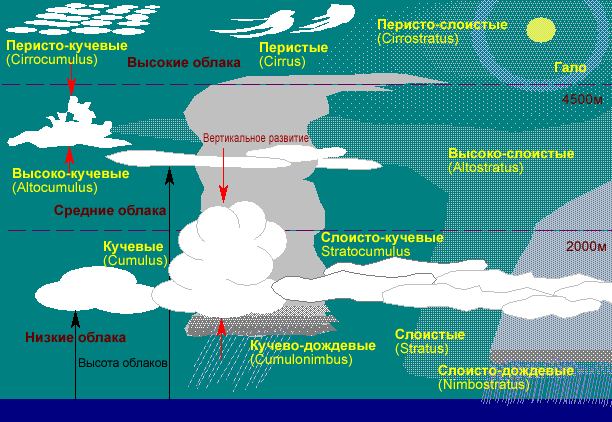 Перисто-кучевые
(Cirrocumulus)
Перистые
(Cirrus)
Перисто-слоистые
(Cirrostratus)
Гало
Высокие облака
4500м
Вертикальное развитие
Высоко-кучевые
(Altocumulus)
Высоко-слоистые
(Altostratus)
Средние облака
Кучевые
(Cumulus)
Слоисто-кучевые
Stratocumulus
2000м
Низкие облака
Высота облаков
Кучево-дождевые
(Cumulonimbus)
Слоистые
(Stratus)
Слоисто-дождевые
(Nimbostratus)